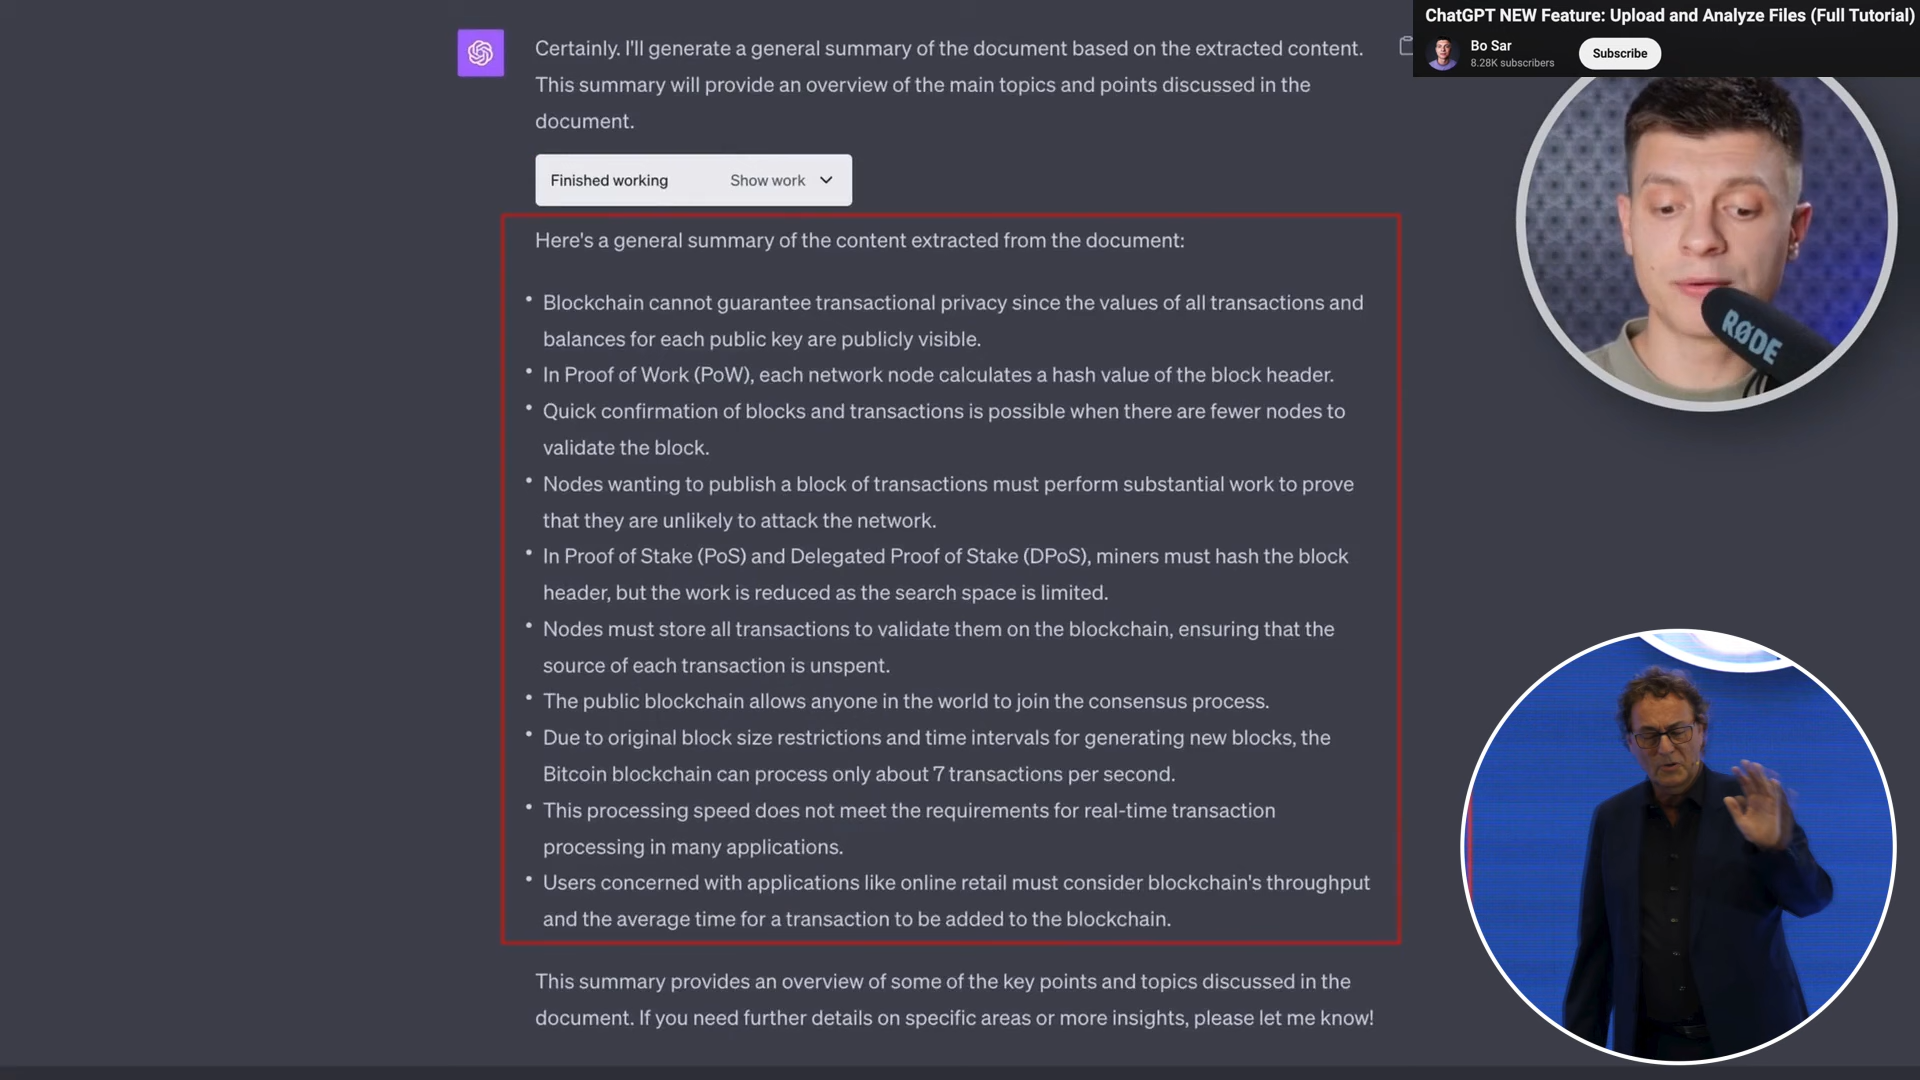 ChatGPT NEW Feature: Upload and Analyze Files (Full Tutorial)
Bo Sar
8.28K subscribers
Subscribe
Certainly. I'll generate a general summary of the document based on the extracted content.
This summary will provide an overview of the main topics and points discussed in the
document.
Finished working Show work
Here's a general summary of the content extracted from the document:
• Blockchain cannot guarantee transactional privacy since the values of all transactions and
balances for each public key are publicly visible.
• In Proof of Work (PoW), each network node calculates a hash value of the block header.
• Quick confirmation of blocks and transactions is possible when there are fewer nodes to
validate the block.
• Nodes wanting to publish a block of transactions must perform substantial work to prove
that they are unlikely to attack the network.
• In Proof of Stake (PoS) and Delegated Proof of Stake (DPoS), miners must hash the block
header, but the work is reduced as the search space is limited.
• Nodes must store all transactions to validate them on the blockchain, ensuring that the
source of each transaction is unspent.
• The public blockchain allows anyone in the world to join the consensus process.
• Due to original block size restrictions and time intervals for generating new blocks, the
Bitcoin blockchain can process only about 7 transactions per second.
• This processing speed does not meet the requirements for real-time transaction
processing in many applications.
• Users concerned with applications like online retail must consider blockchain's throughput
and the average time for a transaction to be added to the blockchain.
This summary provides an overview of some of the key points and topics discussed in the
document. If you need further details on specific areas or more insights, please let me know!
RØDE